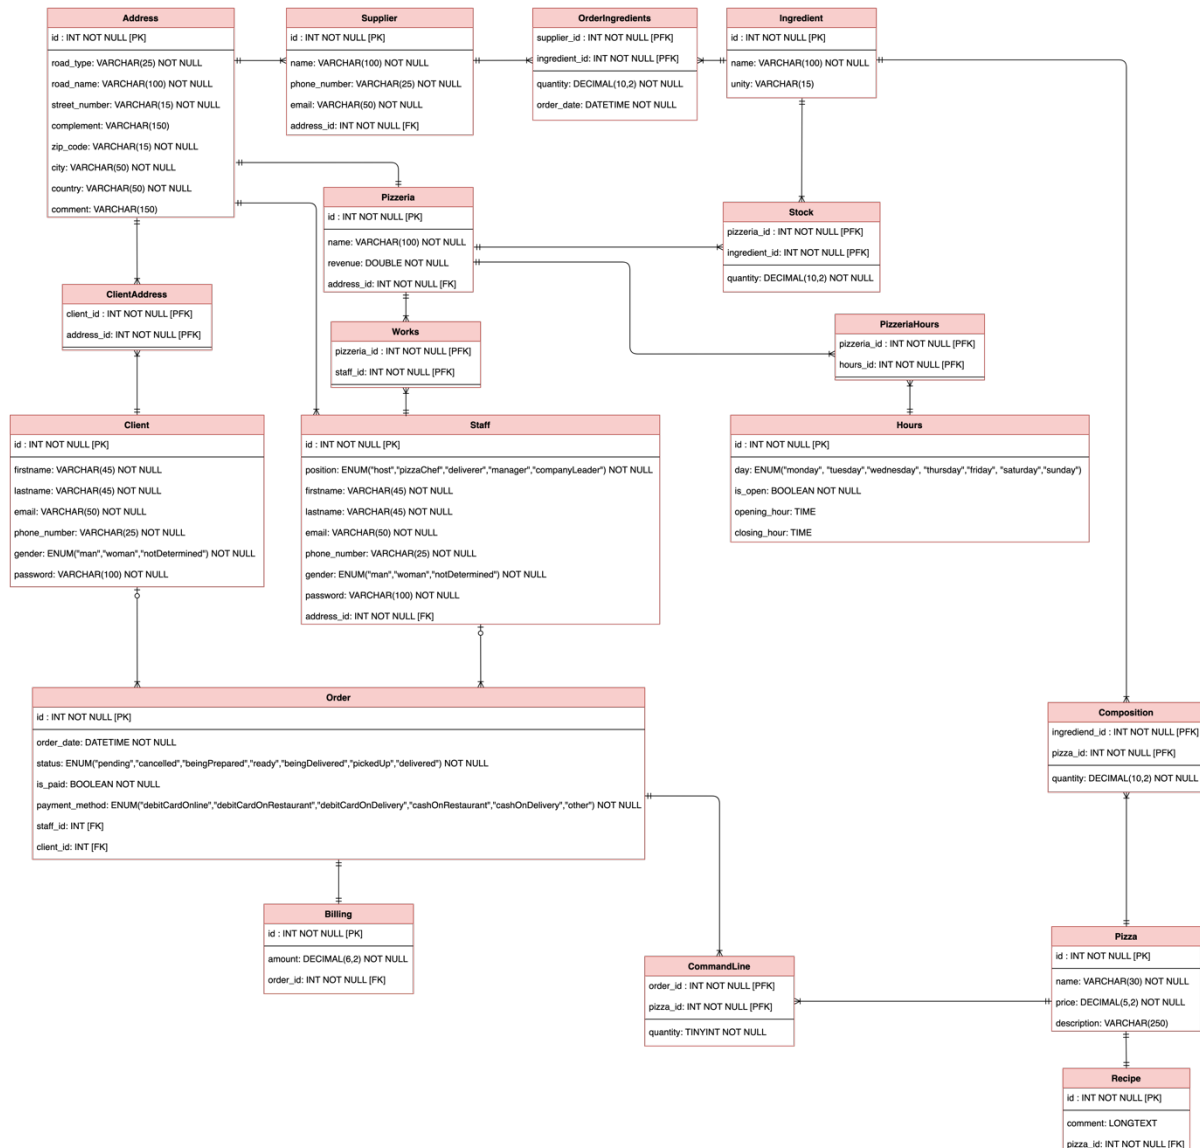 Address
id : INT NOT NULL [PK]
road_type: VARCHAR(25) NOT NULL
road_name: VARCHAR(100) NOT NULL
street_number: VARCHAR(15) NOT NULL
complement: VARCHAR(150)
zip_code: VARCHAR(15) NOT NULL
city: VARCHAR(50) NOT NULL
country: VARCHAR(50) NOT NULL
comment: VARCHAR(150)
Supplier
id : INT NOT NULL [PK]
name: VARCHAR(100) NOT NULL
phone_number: VARCHAR(25) NOT NULL
email: VARCHAR(50) NOT NULL
address_id: INT NOT NULL [FK]
OrderIngredients
supplier_id : INT NOT NULL [PFK]
ingredient_id: INT NOT NULL [PFK]
quantity: DECIMAL(10,2) NOT NULL
order_date: DATETIME NOT NULL
Ingredient
id : INT NOT NULL [PK]
name: VARCHAR(100) NOT NULL
unity: VARCHAR(15)
Pizzeria
id : INT NOT NULL [PK]
name: VARCHAR(100) NOT NULL
revenue: DOUBLE NOT NULL
address_id: INT NOT NULL [FK]
Stock
pizzeria_id : INT NOT NULL [PFK]
ingredient_id: INT NOT NULL [PFK]
quantity: DECIMAL(10,2) NOT NULL
ClientAddress
client_id : INT NOT NULL [PFK]
address_id: INT NOT NULL [PFK]
Works
pizzeria_id : INT NOT NULL [PFK]
staff_id: INT NOT NULL [PFK]
PizzeriaHours
pizzeria_id : INT NOT NULL [PFK]
hours_id: INT NOT NULL [PFK]
Client
id : INT NOT NULL [PK]
firstname: VARCHAR(45) NOT NULL
lastname: VARCHAR(45) NOT NULL
email: VARCHAR(50) NOT NULL
phone_number: VARCHAR(25) NOT NULL
gender: ENUM("man","woman","notDetermined") NOT NULL
password: VARCHAR(100) NOT NULL
Staff
id : INT NOT NULL [PK]
position: ENUM("host","pizzaChef","deliverer","manager","companyLeader") NOT NULL
firstname: VARCHAR(45) NOT NULL
lastname: VARCHAR(45) NOT NULL
email: VARCHAR(50) NOT NULL
phone_number: VARCHAR(25) NOT NULL
gender: ENUM("man","woman","notDetermined") NOT NULL
password: VARCHAR(100) NOT NULL
address_id: INT NOT NULL [FK]
Hours
id : INT NOT NULL [PK]
day: ENUM("monday", "tuesday","wednesday", "thursday","friday", "saturday","sunday")
is_open: BOOLEAN NOT NULL
opening_hour: TIME
closing_hour: TIME
Order
id : INT NOT NULL [PK]
order_date: DATETIME NOT NULL
status: ENUM("pending","cancelled","beingPrepared","ready","beingDelivered","pickedUp","delivered") NOT NULL
is_paid: BOOLEAN NOT NULL
payment_method: ENUM("debitCardOnline","debitCardOnRestaurant","debitCardOnDelivery","cashOnRestaurant","cashOnDelivery","other") NOT NULL
staff_id: INT [FK]
client_id: INT [FK]
Composition
ingrediend_id : INT NOT NULL [PFK]
pizza_id: INT NOT NULL [PFK]
quantity: DECIMAL(10,2) NOT NULL
Billing
id : INT NOT NULL [PK]
amount: DECIMAL(6,2) NOT NULL
order_id: INT NOT NULL [FK]
CommandLine
order_id : INT NOT NULL [PFK]
pizza_id: INT NOT NULL [PFK]
quantity: TINYINT NOT NULL
Pizza
id : INT NOT NULL [PK]
name: VARCHAR(30) NOT NULL
price: DECIMAL(5,2) NOT NULL
description: VARCHAR(250)
Recipe
id : INT NOT NULL [PK]
comment: LONGTEXT
pizza_id: INT NOT NULL [FK]